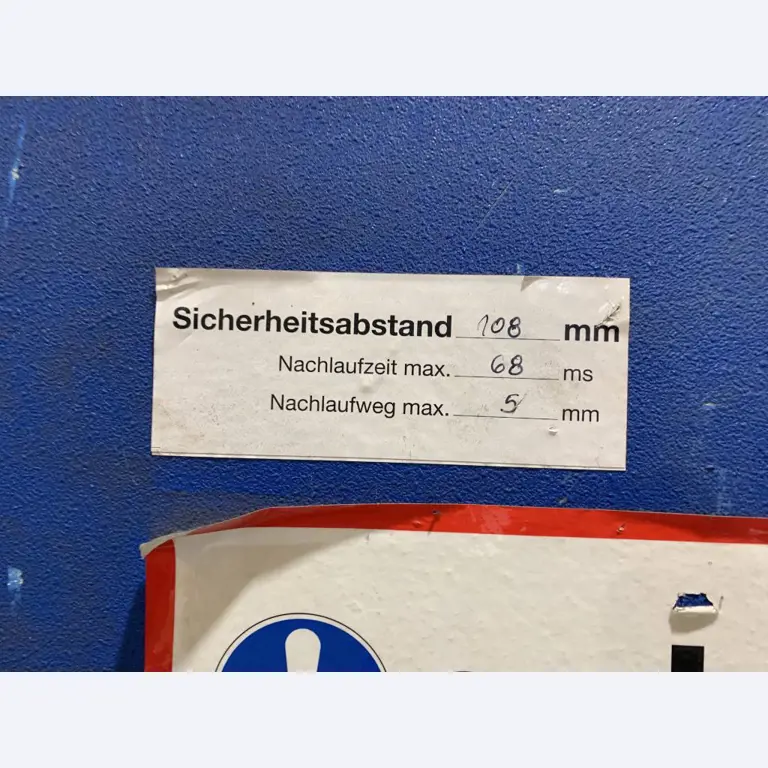 Sicherheitsabstand 108 mm
Nachlaufzeit max. 68 ms
Nachlaufweg max. 5 mm